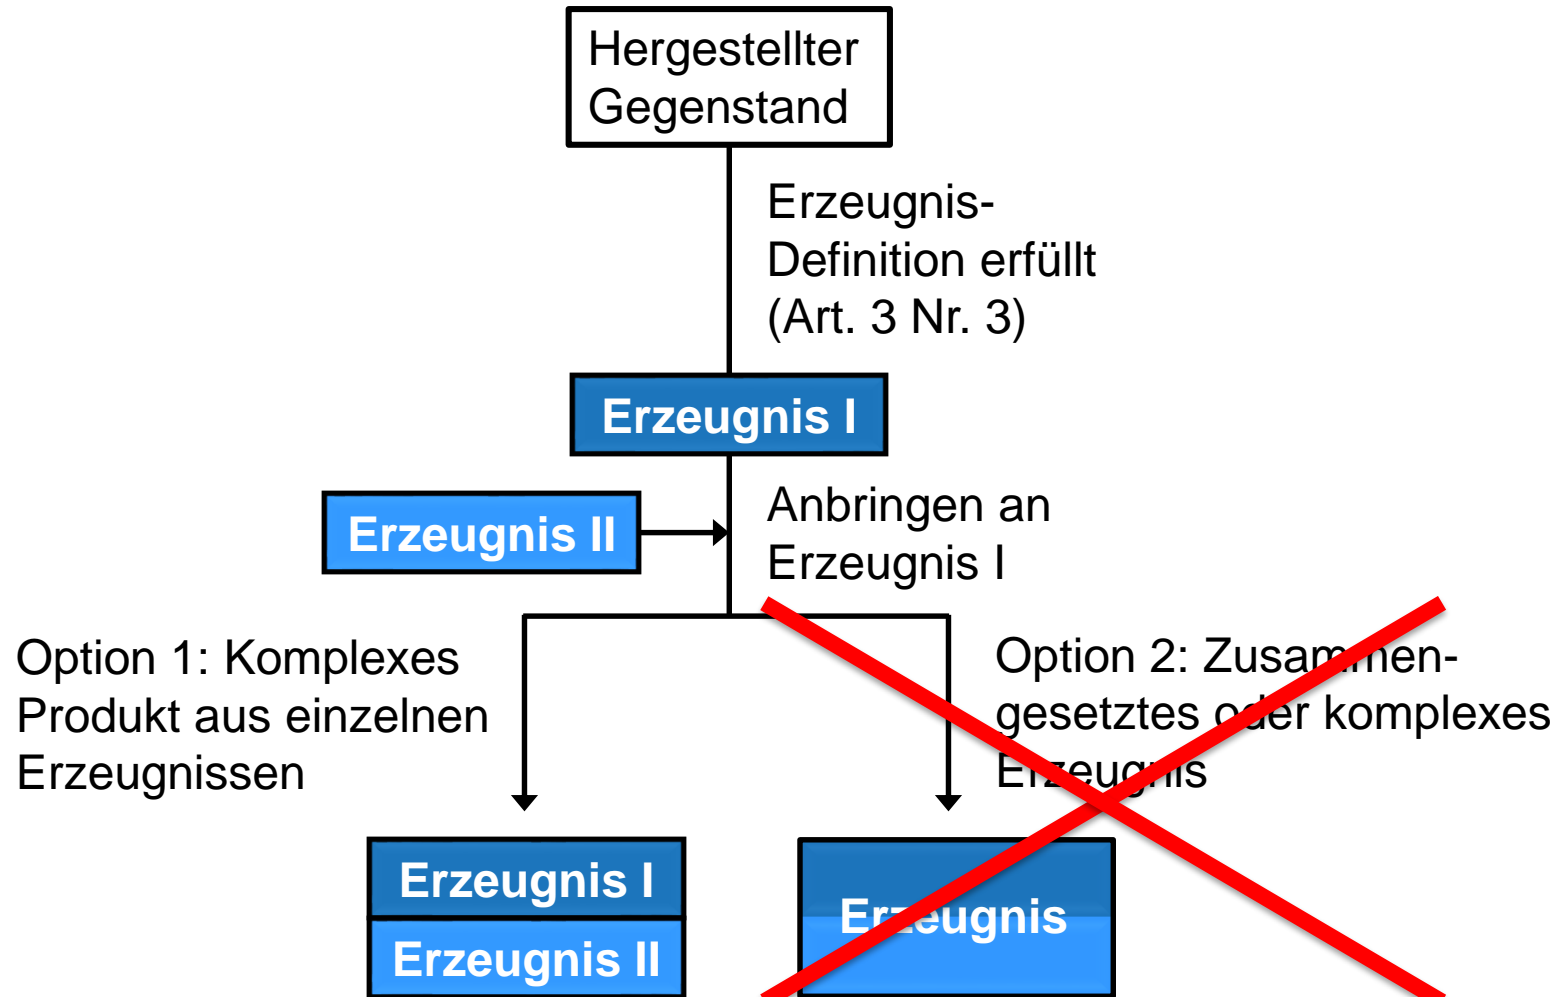 Hergestellter
Gegenstand
Erzeugnis-
Definition erfüllt
(Art. 3 Nr. 3)
Erzeugnis I
Erzeugnis II
Anbringen an
Erzeugnis I
Option 1: Komplexes
Produkt aus einzelnen
Erzeugnissen
Option 2: Zusammen-
gesetztes oder komplexes
Erzeugnis
Erzeugnis I
Erzeugnis II
Erzeugnis